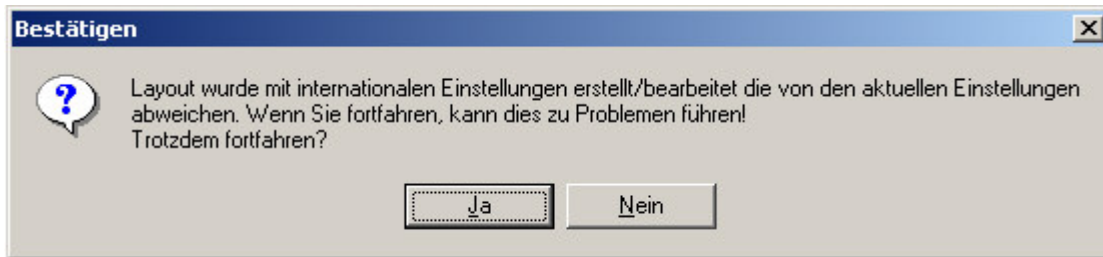 Bestätigen
Layout wurde mit internationalen Einstellungen erstellt/bearbeitet die von den aktuellen Einstellungen
abweichen. Wenn Sie fortfahren, kann dies zu Problemen führen!
Trotzdem fortfahren?
Ja Nein